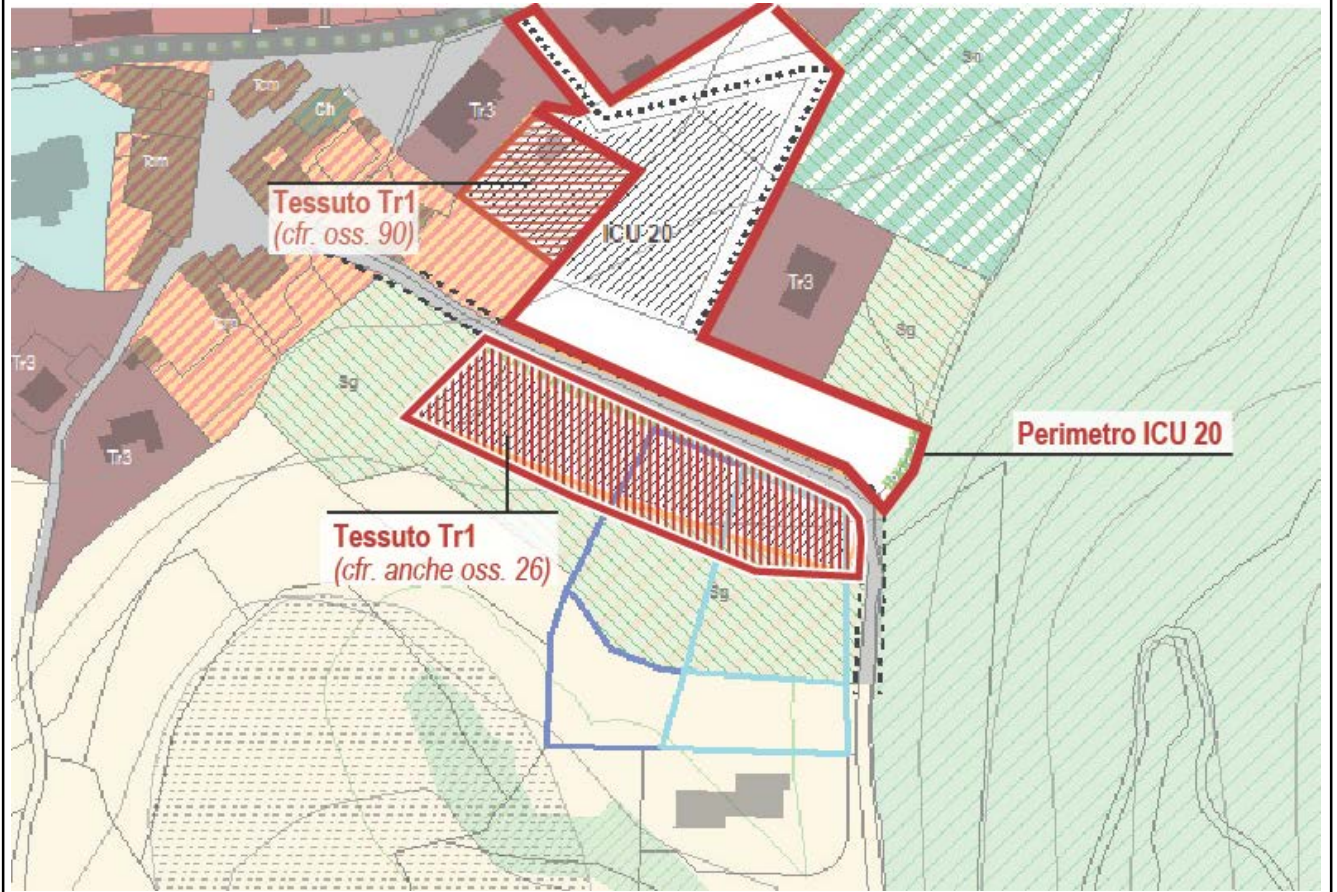 Sg
Tcm
Ch
Tr3
Tcm
Tessuto Tr1
(cfr. oss. 90)
ICU 20
Tr3
Sg
Tr3
Sg
Perimetro ICU 20
Tr3
Tessuto Tr1
(cfr. anche oss. 26)
Sg